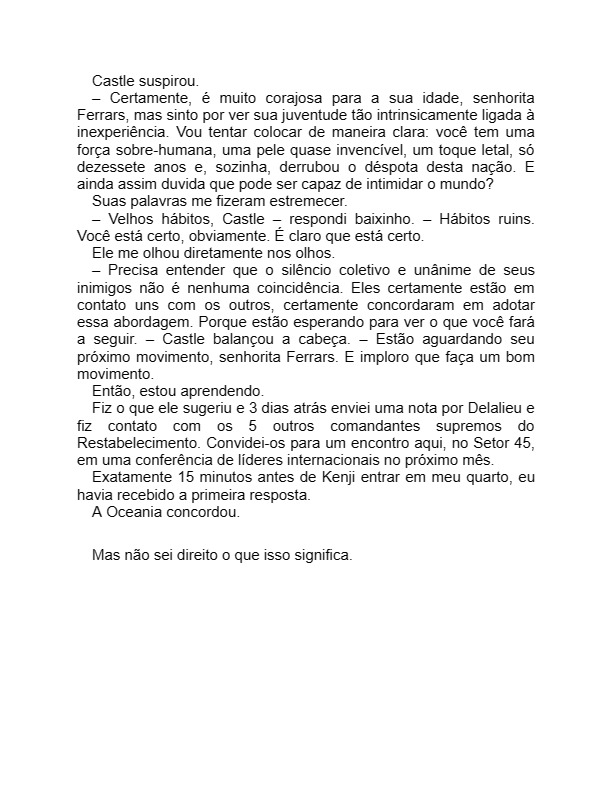 Castle suspirou.
– Certamente, é muito corajosa para a sua idade, senhorita
Ferrars, mas sinto por ver sua juventude tão intrinsicamente ligada à
inexperiência. Vou tentar colocar de maneira clara: você tem uma
força sobre-humana, uma pele quase invencível, um toque letal, só
dezessete anos e, sozinha, derrubou o déspota desta nação. E
ainda assim duvida que pode ser capaz de intimidar o mundo?
Suas palavras me fizeram estremecer.
– Velhos hábitos, Castle – respondi baixinho. – Hábitos ruins.
Você está certo, obviamente. É claro que está certo.
Ele me olhou diretamente nos olhos.
– Precisa entender que o silêncio coletivo e unânime de seus
inimigos não é nenhuma coincidência. Eles certamente estão em
contato uns com os outros, certamente concordaram em adotar
essa abordagem. Porque estão esperando para ver o que você fará
a seguir. – Castle balançou a cabeça. – Estão aguardando seu
próximo movimento, senhorita Ferrars. E imploro que faça um bom
movimento.
Então, estou aprendendo.
Fiz o que ele sugeriu e 3 dias atrás enviei uma nota por Delalieu e
fiz contato com os 5 outros comandantes supremos do
Restabelecimento. Convidei-os para um encontro aqui, no Setor 45,
em uma conferência de líderes internacionais no próximo mês.
Exatamente 15 minutos antes de Kenji entrar em meu quarto, eu
havia recebido a primeira resposta.
A Oceania concordou.
Mas não sei direito o que isso significa.